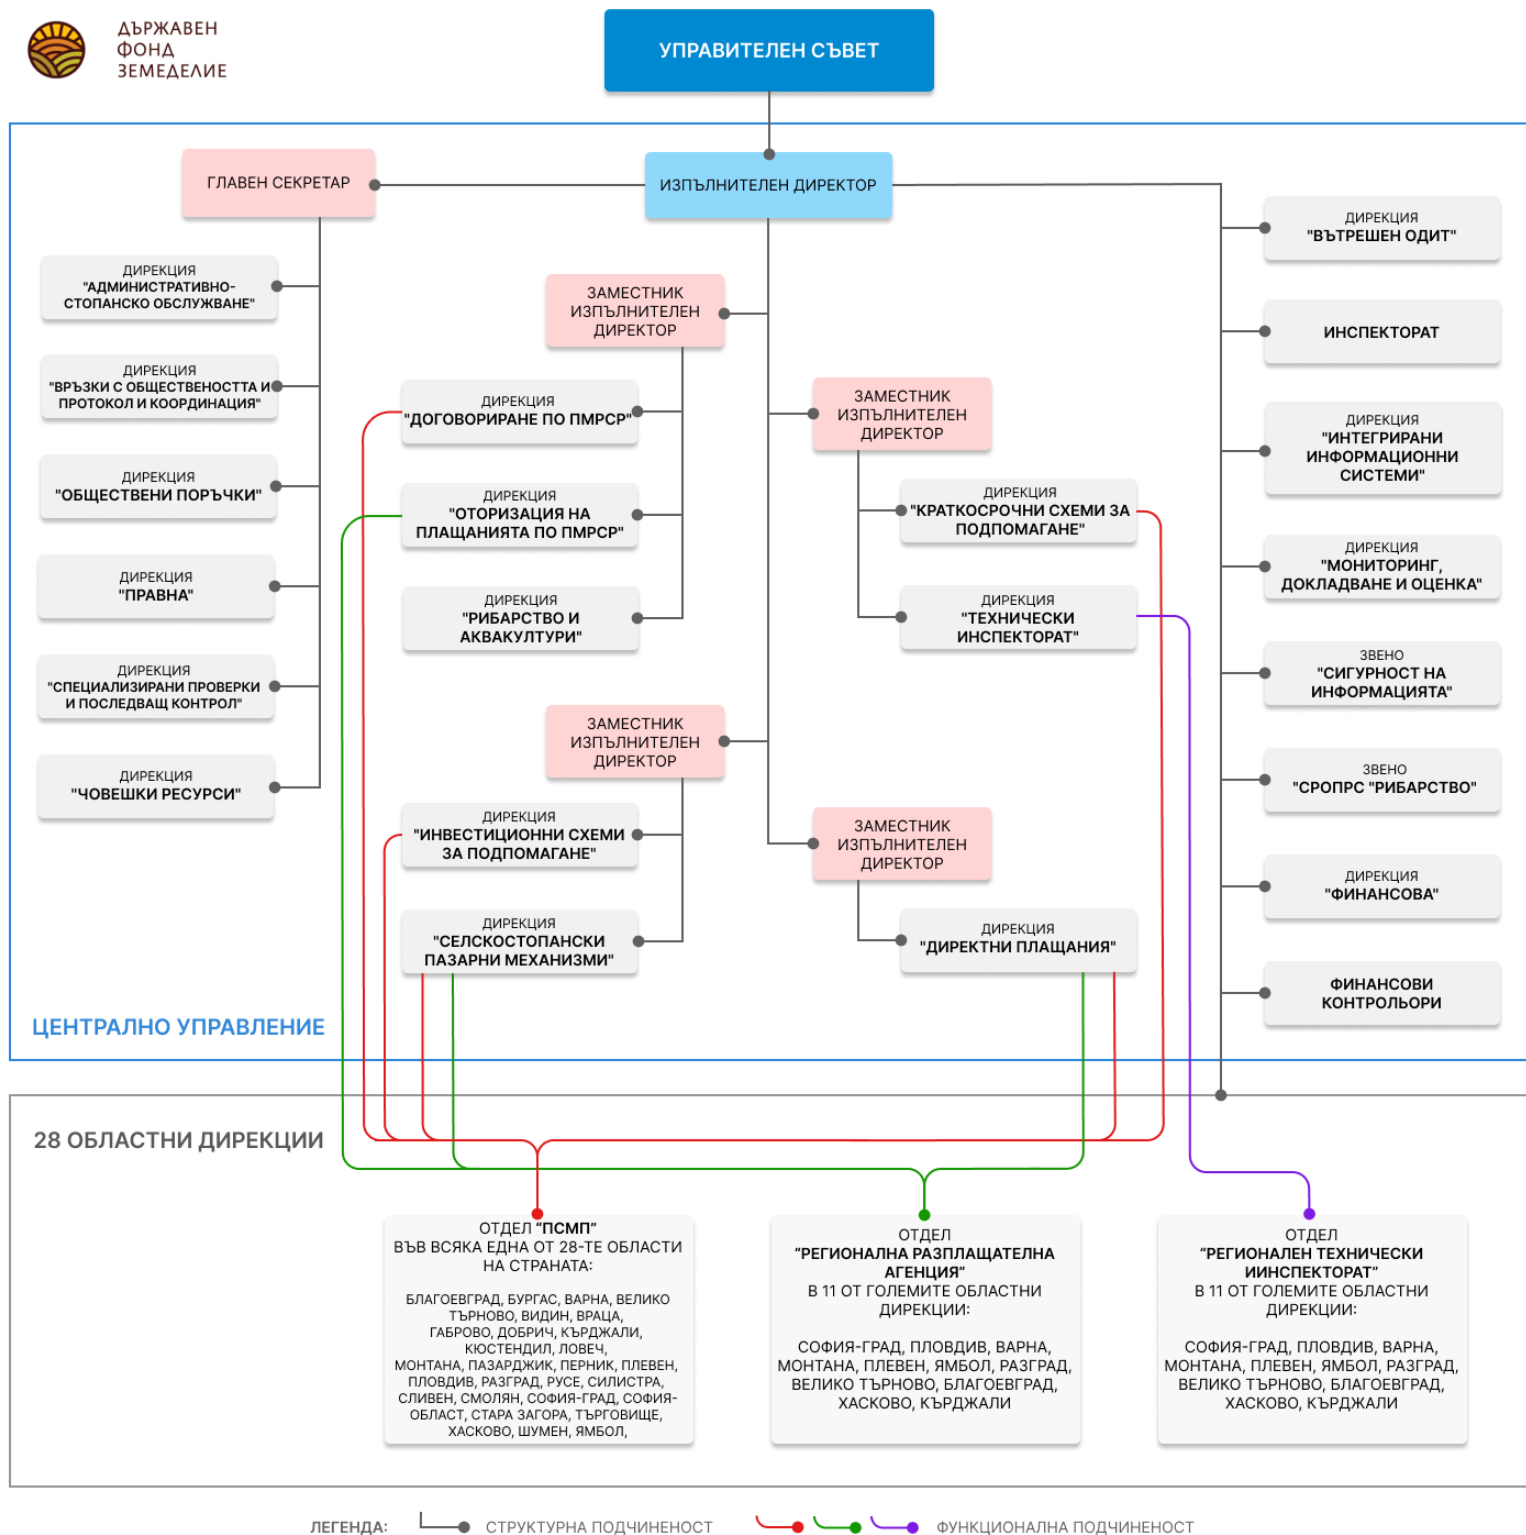 ДЪРЖАВЕН
ФОНД
ЗЕМЕДЕЛИЕ
УПРАВИТЕЛЕН СЪВЕТ
ГЛАВЕН СЕКРЕТАР
ИЗПЪЛНИТЕЛЕН ДИРЕКТОР
ДИРЕКЦИЯ
"АДМИНИСТРАТИВНО-
СТОПАНСКО ОБСЛУЖВАНЕ"
ДИРЕКЦИЯ
"ВРЪЗКИ С ОБЩЕСТВЕНОСТТА И
ПРОТОКОЛ И КООРДИНАЦИЯ"
ДИРЕКЦИЯ
"ОБЩЕСТВЕНИ ПОРЪЧКИ"
ДИРЕКЦИЯ
"ПРАВНА"
ДИРЕКЦИЯ
"СПЕЦИАЛИЗИРАНИ ПРОВЕРКИ
И ПОСЛЕДВАЩ КОНТРОЛ"
ДИРЕКЦИЯ
"ЧОВЕШКИ РЕСУРСИ"
ЗАМЕСТНИК
ИЗПЪЛНИТЕЛЕН
ДИРЕКТОР
ДИРЕКЦИЯ
"ДОГОВОРИРАНЕ ПО ПМРСР"
ДИРЕКЦИЯ
"ОТОРИЗАЦИЯ НА
ПЛАЩАНИЯТА ПО ПМРСР"
ДИРЕКЦИЯ
"РИБАРСТВО И
АКВАКУЛТУРИ"
ЗАМЕСТНИК
ИЗПЪЛНИТЕЛЕН
ДИРЕКТОР
ДИРЕКЦИЯ
"КРАТКОСРОЧНИ СХЕМИ ЗА
ПОДПОМАГАНЕ"
ДИРЕКЦИЯ
"ТЕХНИЧЕСКИ
ИНСПЕКТОРАТ"
ЗАМЕСТНИК
ИЗПЪЛНИТЕЛЕН
ДИРЕКТОР
ДИРЕКЦИЯ
"ИНВЕСТИЦИОННИ СХЕМИ
ЗА ПОДПОМАГАНЕ"
ДИРЕКЦИЯ
"СЕЛСКОСТОПАНСКИ
ПАЗАРНИ МЕХАНИЗМИ"
ЗАМЕСТНИК
ИЗПЪЛНИТЕЛЕН
ДИРЕКТОР
ДИРЕКЦИЯ
"ДИРЕКТНИ ПЛАЩАНИЯ"
ДИРЕКЦИЯ
"ВЪТРЕШЕН ОДИТ"
ИНСПЕКТОРАТ
ДИРЕКЦИЯ
"ИНТЕГРИРАНИ
ИНФОРМАЦИОННИ
СИСТЕМИ"
ДИРЕКЦИЯ
"МОНИТОРИНГ,
ДОКЛАДВАНЕ И ОЦЕНКА"
ЗВЕНО
"СИГУРНОСТ НА
ИНФОРМАЦИЯТА"
ЗВЕНО
"СРОПРС "РИБАРСТВО"
ДИРЕКЦИЯ
"ФИНАНСОВА"
ФИНАНСОВИ
КОНТРОЛЬОРИ
ЦЕНТРАЛНО УПРАВЛЕНИЕ
28 ОБЛАСТНИ ДИРЕКЦИИ
ОТДЕЛ “ПСМП”
ВЪВ ВСЯКА ЕДНА ОТ 28-ТЕ ОБЛАСТИ
НА СТРАНАТА:
БЛАГОЕВГРАД, БУРГАС, ВАРНА, ВЕЛИКО
ТЪРНОВО, ВИДИН, ВРАЦА,
ГАБРОВО, ДОБРИЧ, КЪРДЖАЛИ,
КЮСТЕНДИЛ, ЛОВЕЧ,
МОНТАНА, ПАЗАРДЖИК, ПЕРНИК, ПЛЕВЕН,
ПЛОВДИВ, РАЗГРАД, РУСЕ, СИЛИСТРА,
СЛИВЕН, СМОЛЯН, СОФИЯ-ГРАД, СОФИЯ-
ОБЛАСТ, СТАРА ЗАГОРА, ТЪРГОВИЩЕ,
ХАСКОВО, ШУМЕН, ЯМБОЛ,
ОТДЕЛ
“РЕГИОНАЛНА РАЗПЛАЩАТЕЛНА
АГЕНЦИЯ”
В 11 ОТ ГОЛЕМИТЕ ОБЛАСТНИ
ДИРЕКЦИИ:
СОФИЯ-ГРАД, ПЛОВДИВ, ВАРНА,
МОНТАНА, ПЛЕВЕН, ЯМБОЛ, РАЗГРАД,
ВЕЛИКО ТЪРНОВО, БЛАГОЕВГРАД,
ХАСКОВО, КЪРДЖАЛИ
ОТДЕЛ
“РЕГИОНАЛЕН ТЕХНИЧЕСКИ
ИИНСПЕКТОРАТ”
В 11 ОТ ГОЛЕМИТЕ ОБЛАСТНИ
ДИРЕКЦИИ:
СОФИЯ-ГРАД, ПЛОВДИВ, ВАРНА,
МОНТАНА, ПЛЕВЕН, ЯМБОЛ, РАЗГРАД,
ВЕЛИКО ТЪРНОВО, БЛАГОЕВГРАД,
ХАСКОВО, КЪРДЖАЛИ
ЛЕГЕНДА: СТРУКТУРНА ПОДЧИНЕНОСТ ФУНКЦИОНАЛНА ПОДЧИНЕНОСТ